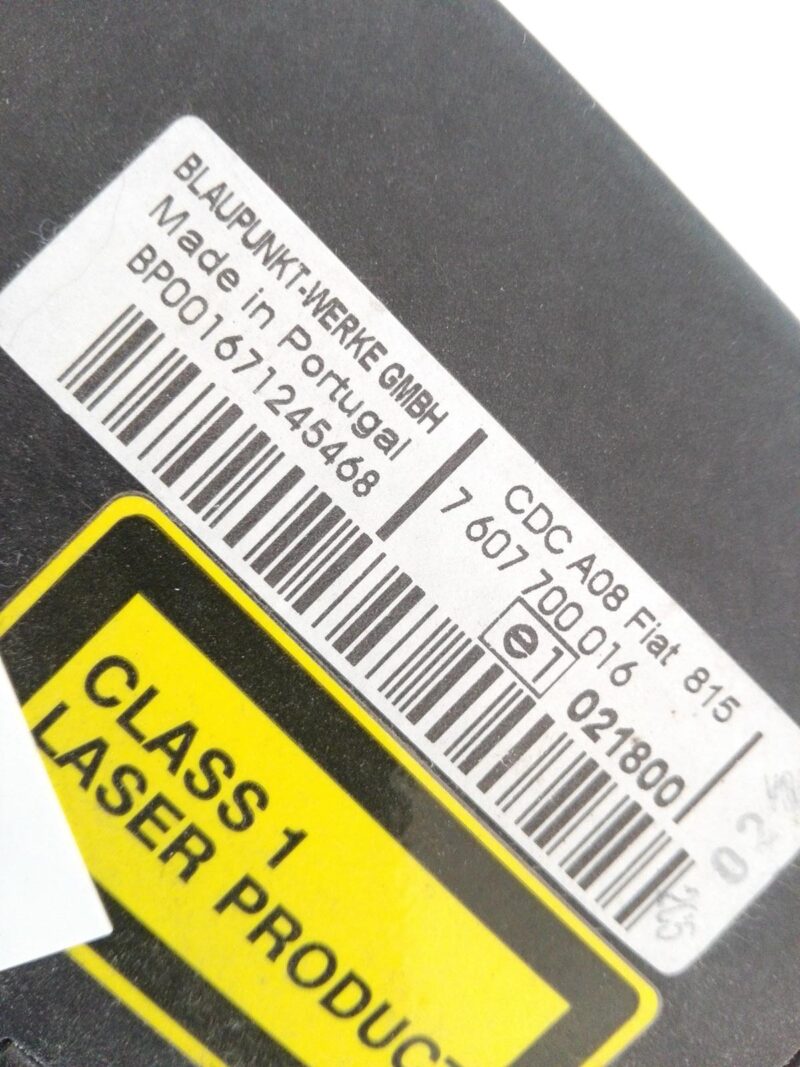 BLAUPUNKT-WERKE GMBH
Made in Portugal
BP001671245468
CDC A08 Fiat 815
7 607 700 016
e1 021800
02
CLASS 1
LASER PRODUCT